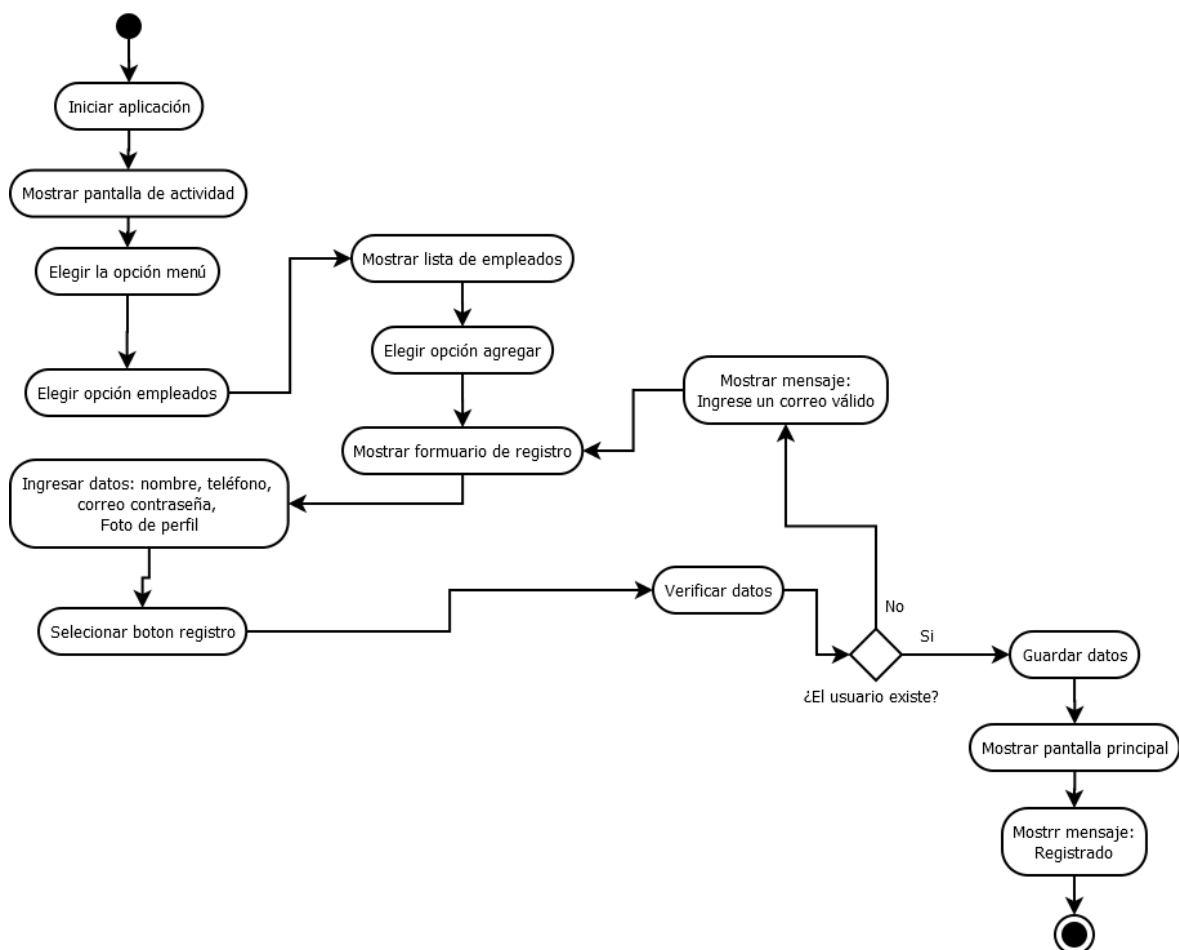 Iniciar aplicación
Mostrar pantalla de actividad
Elegir la opción menú
Elegir opción empleados
Mostrar lista de empleados
Elegir opción agregar
Mostrar formuario de registro
Ingresar datos: nombre, teléfono,
correo contraseña,
Foto de perfil
Selecionar boton registro
Verificar datos
¿El usuario existe?
No
Mostrar mensaje:
Ingrese un correo válido
Si
Guardar datos
Mostrar pantalla principal
Mostrr mensaje:
Registrado